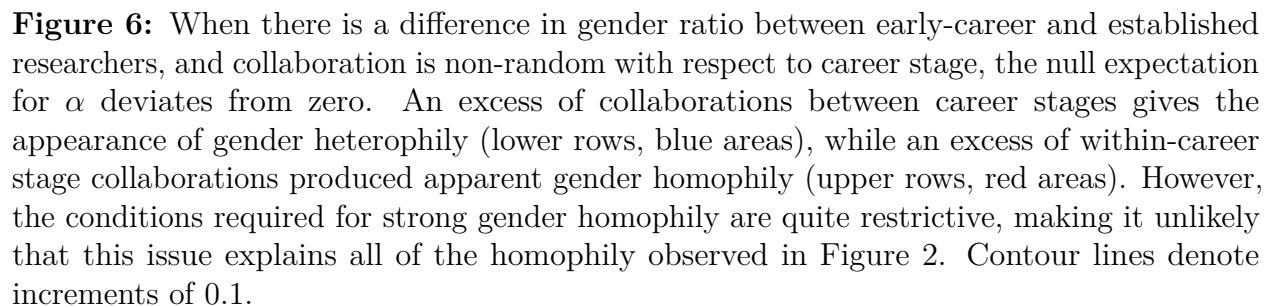 Figure 6: When there is a difference in gender ratio between early-career and established
researchers, and collaboration is non-random with respect to career stage, the null expectation
for α deviates from zero. An excess of collaborations between career stages gives the
appearance of gender heterophily (lower rows, blue areas), while an excess of within-career
stage collaborations produced apparent gender homophily (upper rows, red areas). However,
the conditions required for strong gender homophily are quite restrictive, making it unlikely
that this issue explains all of the homophily observed in Figure 2. Contour lines denote
increments of 0.1.